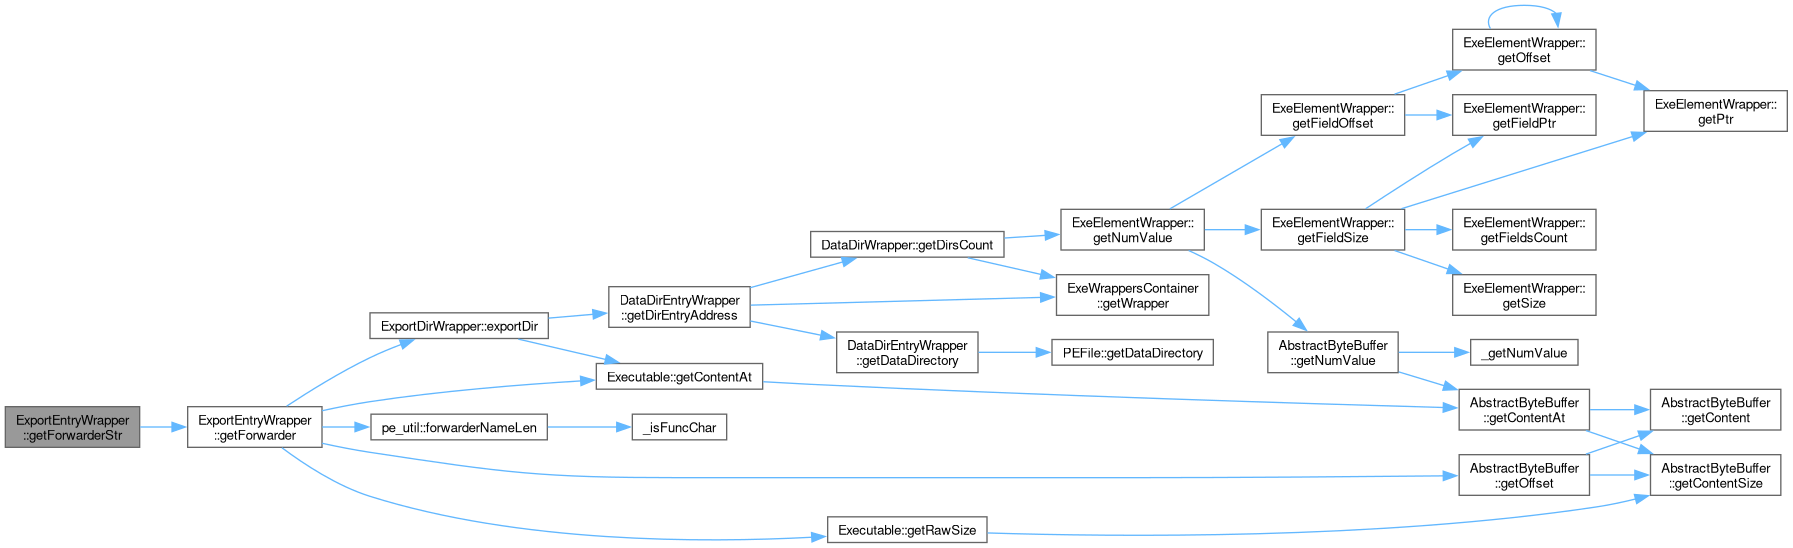 ExportEntryWrapper
::getForwarderStr
ExportEntryWrapper
::getForwarder
ExportDirWrapper::exportDir
pe_util::forwarderNameLen
DataDirEntryWrapper
::getDirEntryAddress
Executable::getContentAt
_isFuncChar
DataDirWrapper::getDirsCount
DataDirEntryWrapper
::getDataDirectory
Executable::getRawSize
ExeElementWrapper::
getNumValue
ExeWrappersContainer
::getWrapper
PEFile::getDataDirectory
ExeElementWrapper::
getFieldOffset
ExeElementWrapper::
getFieldSize
AbstractByteBuffer
::getNumValue
ExeElementWrapper::
getOffset
ExeElementWrapper::
getFieldPtr
ExeElementWrapper::
getFieldsCount
ExeElementWrapper::
getSize
_getNumValue
AbstractByteBuffer
::getContentAt
AbstractByteBuffer
::getOffset
ExeElementWrapper::
getPtr
AbstractByteBuffer
::getContent
AbstractByteBuffer
::getContentSize